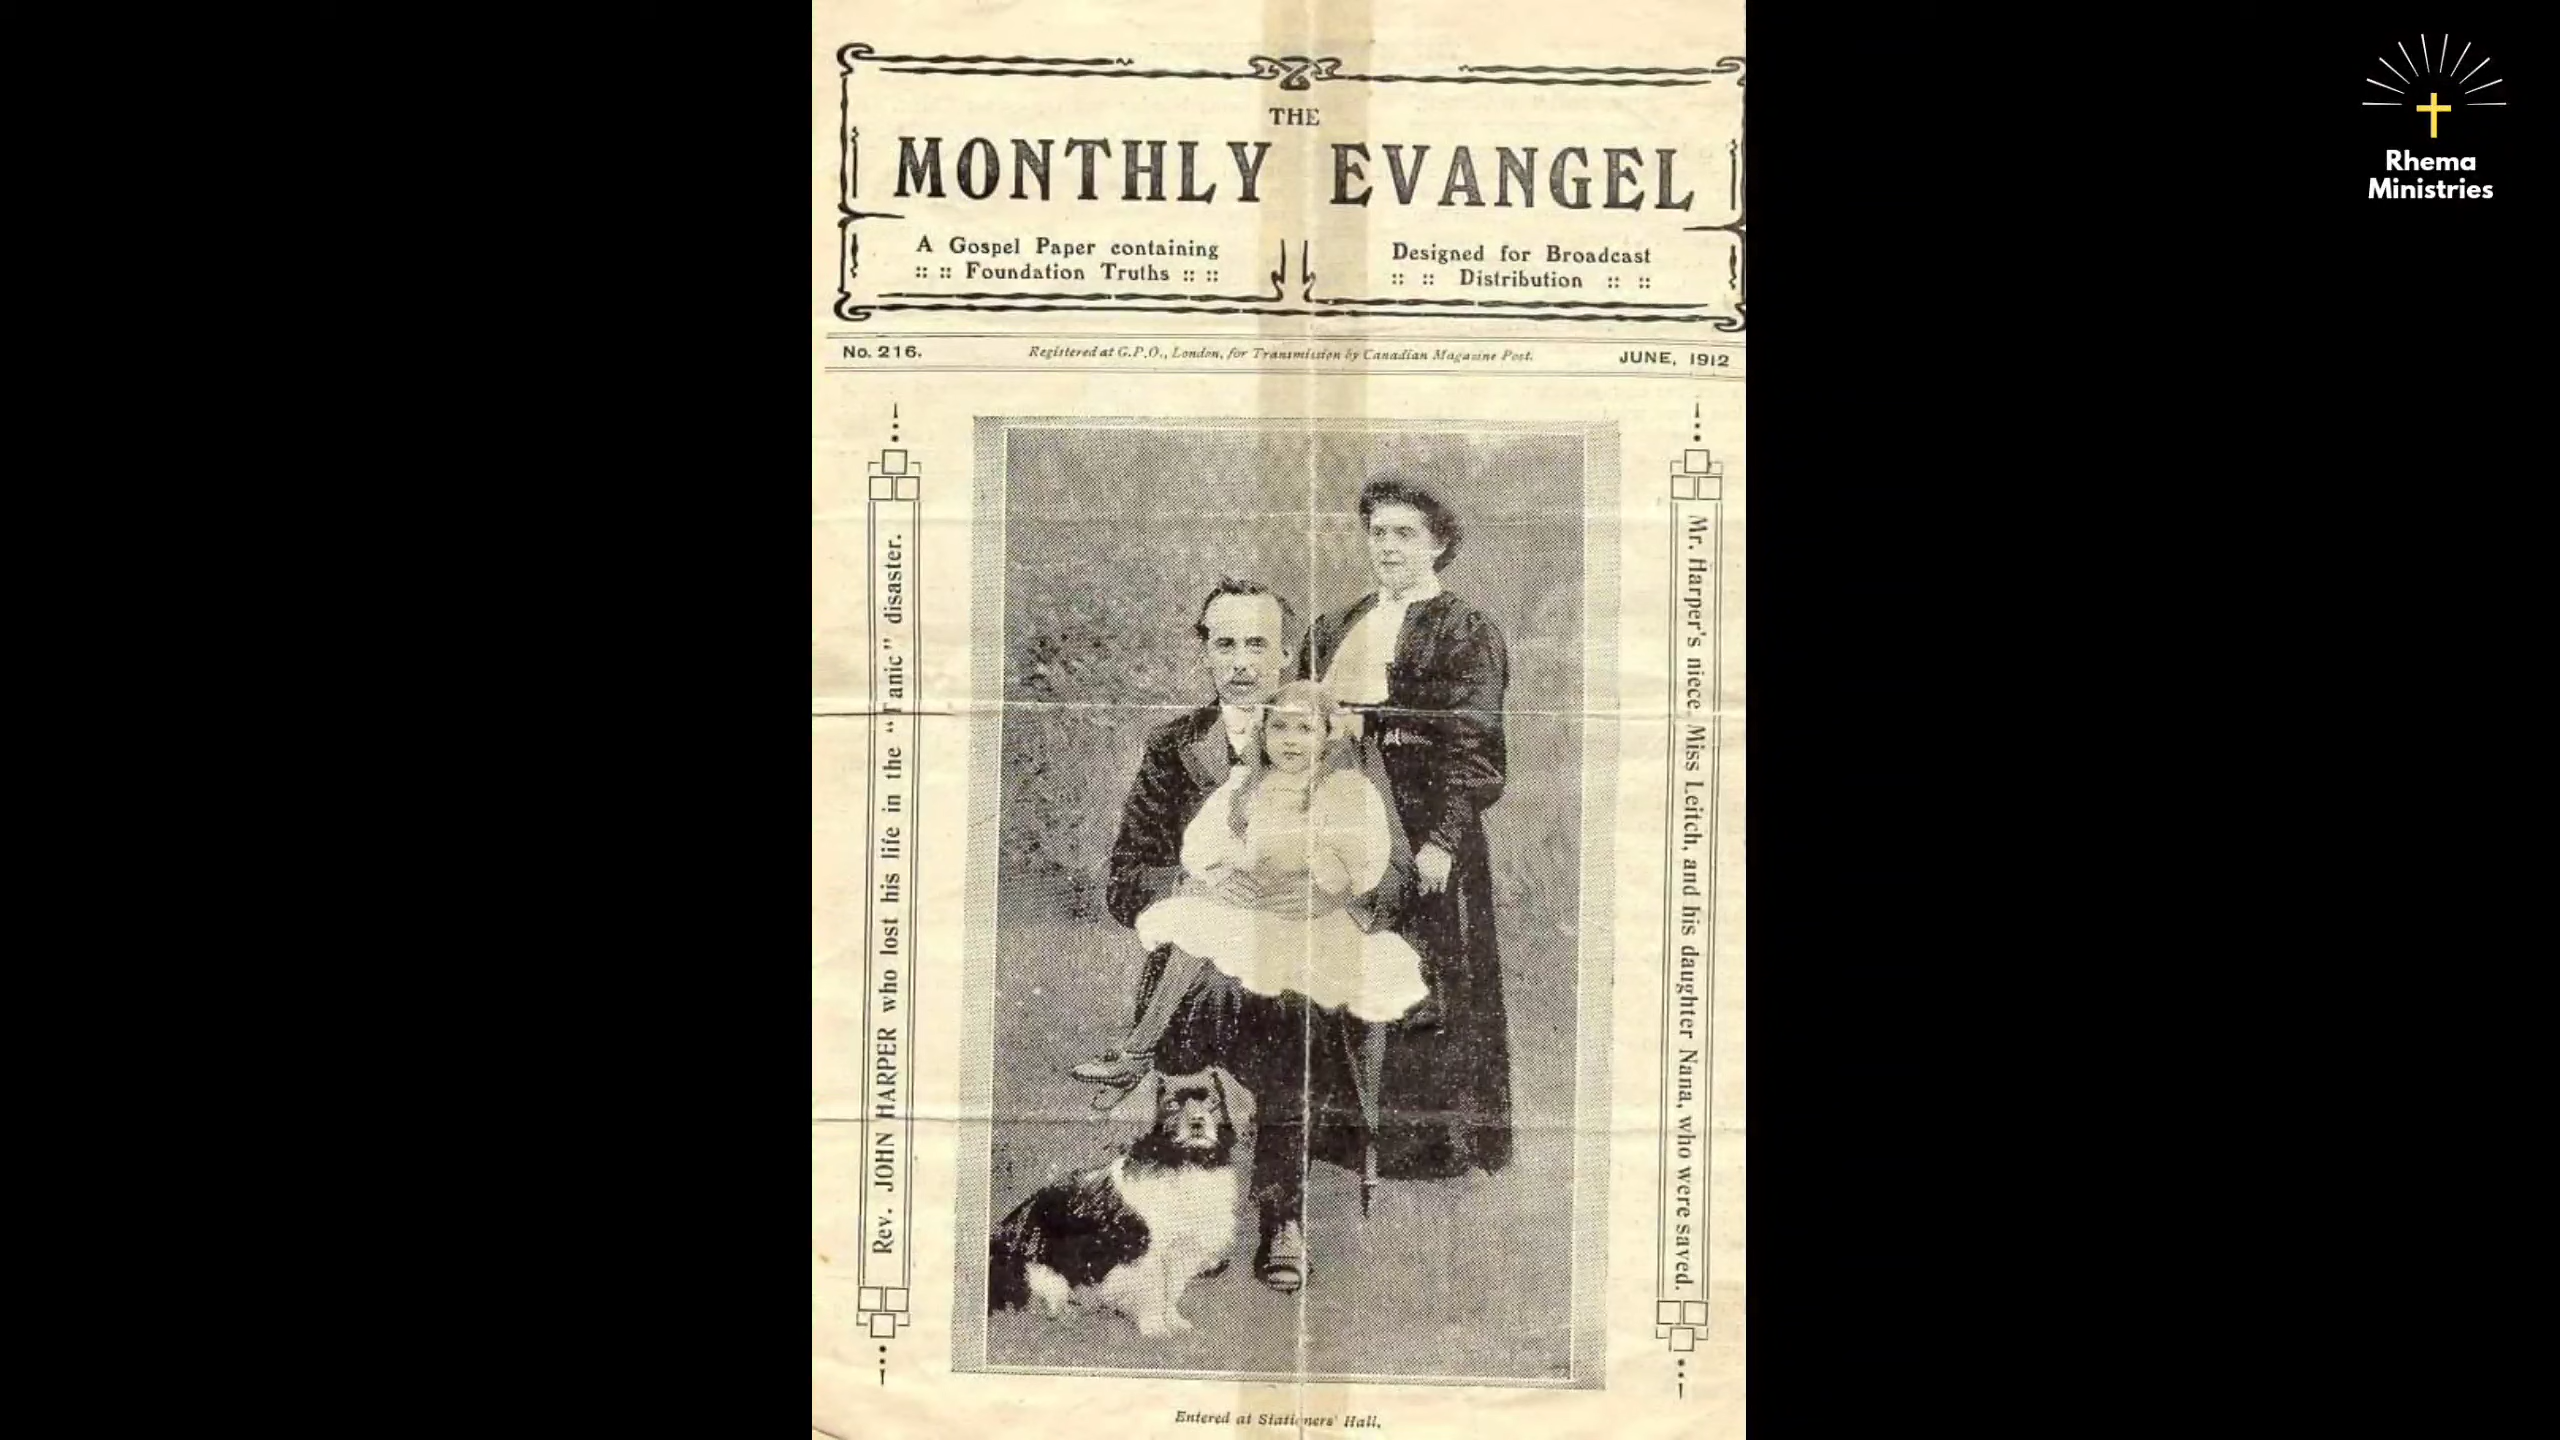 THE
MONTHLY EVANGEL
A Gospel Paper containing
:: :: Foundation Truths :: ::
Designed for Broadcast
:: :: Distribution :: ::
No. 216.
Registered at G.P.O., London, for Transmission by Canadian Magazine Post.
JUNE, 1912
Rev. JOHN HARPER who lost his life in the "Tanic" disaster.
Mr. Harper's niece Miss Leitch, and his daughter Nana, who were saved.
Entered at Stationers' Hall.
Rhema
Ministries